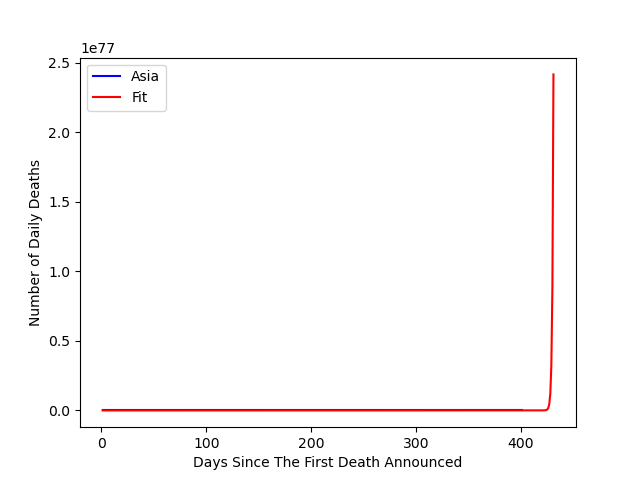 1e77
2.5
2.0
1.5
1.0
0.5
0.0
Asia
Fit
Number of Daily Deaths
0 100 200 300 400
Days Since The First Death Announced